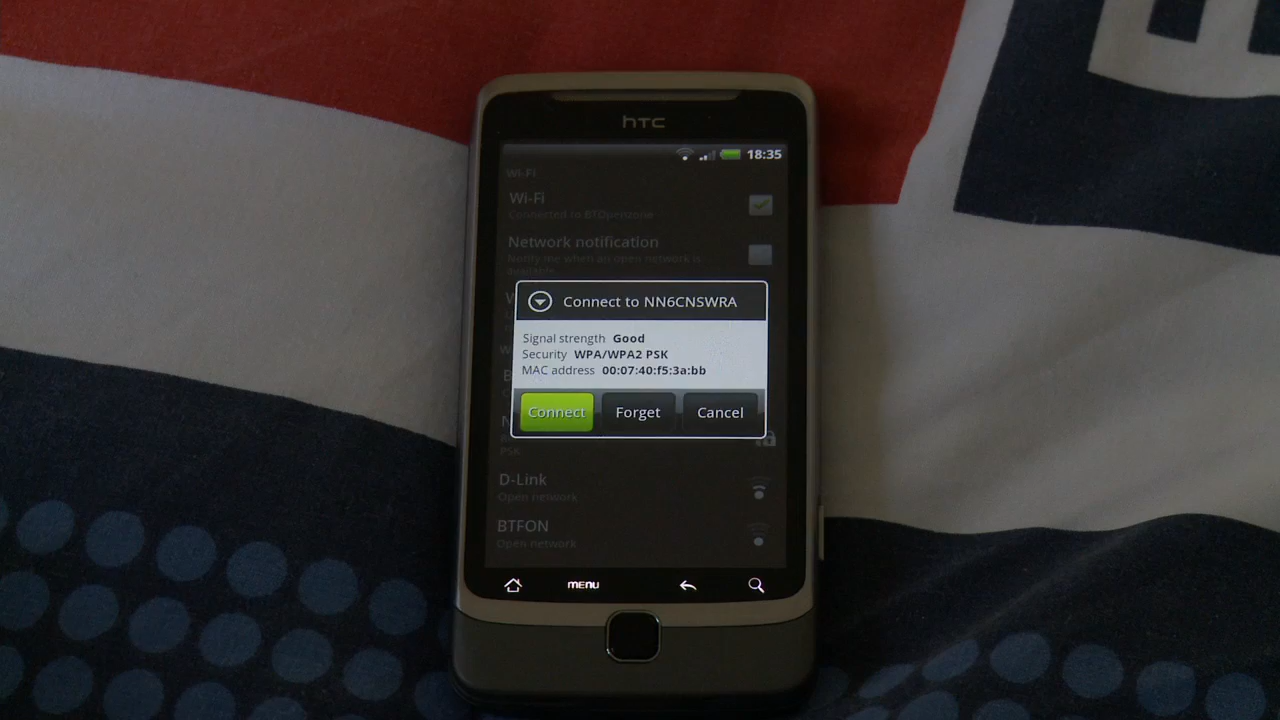 hTC
18:35
Wi-Fi
Wi-Fi
Connected to
Network notification
Notify me when an open network is
available
Connect to NN6CNSWRA
Signal strength Good
Security WPA/WPA2 PSK
MAC address 00:07:40:f5:3a:bb
Connect Forget Cancel
PSK
D-Link
Open network
BTFON
Open network
MENU